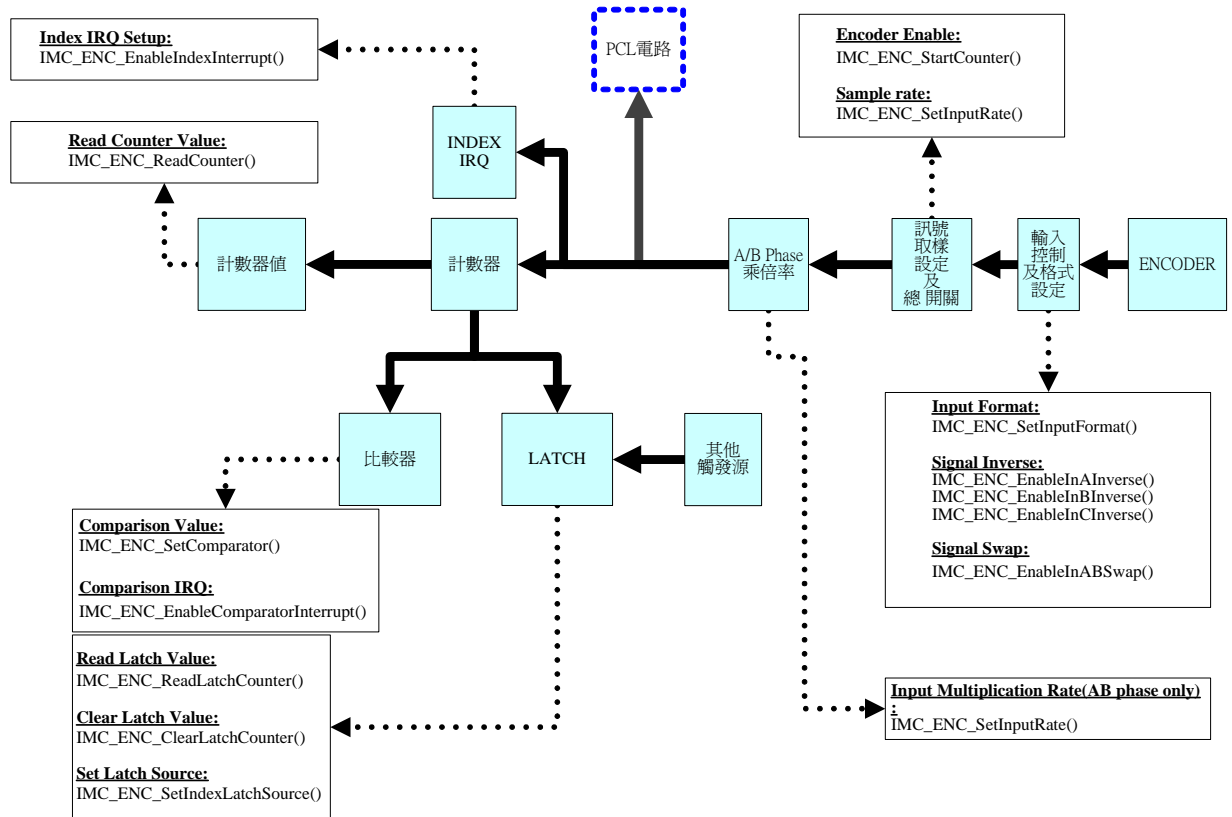 Index IRQ Setup:
IMC_ENC_EnableIndexInterrupt()
PCL電路
Encoder Enable:
IMC_ENC_StartCounter()
Sample rate:
IMC_ENC_SetInputRate()
Read Counter Value:
IMC_ENC_ReadCounter()
INDEX
IRQ
計數器值
計數器
A/B Phase
乘倍率
訊號
取樣
設定
及
總 開關
輸入
控制
及格式
設定
ENCODER
比較器
LATCH
其他
觸發源
Input Format:
IMC_ENC_SetInputFormat()
Signal Inverse:
IMC_ENC_EnableInAInverse()
IMC_ENC_EnableInBInverse()
IMC_ENC_EnableInCInverse()
Signal Swap:
IMC_ENC_EnableInABSwap()
Comparison Value:
IMC_ENC_SetComparator()
Comparison IRQ:
IMC_ENC_EnableComparatorInterrupt()
Read Latch Value:
IMC_ENC_ReadLatchCounter()
Clear Latch Value:
IMC_ENC_ClearLatchCounter()
Set Latch Source:
IMC_ENC_SetIndexLatchSource()
Input Multiplication Rate(AB phase only)
:
IMC_ENC_SetInputRate()